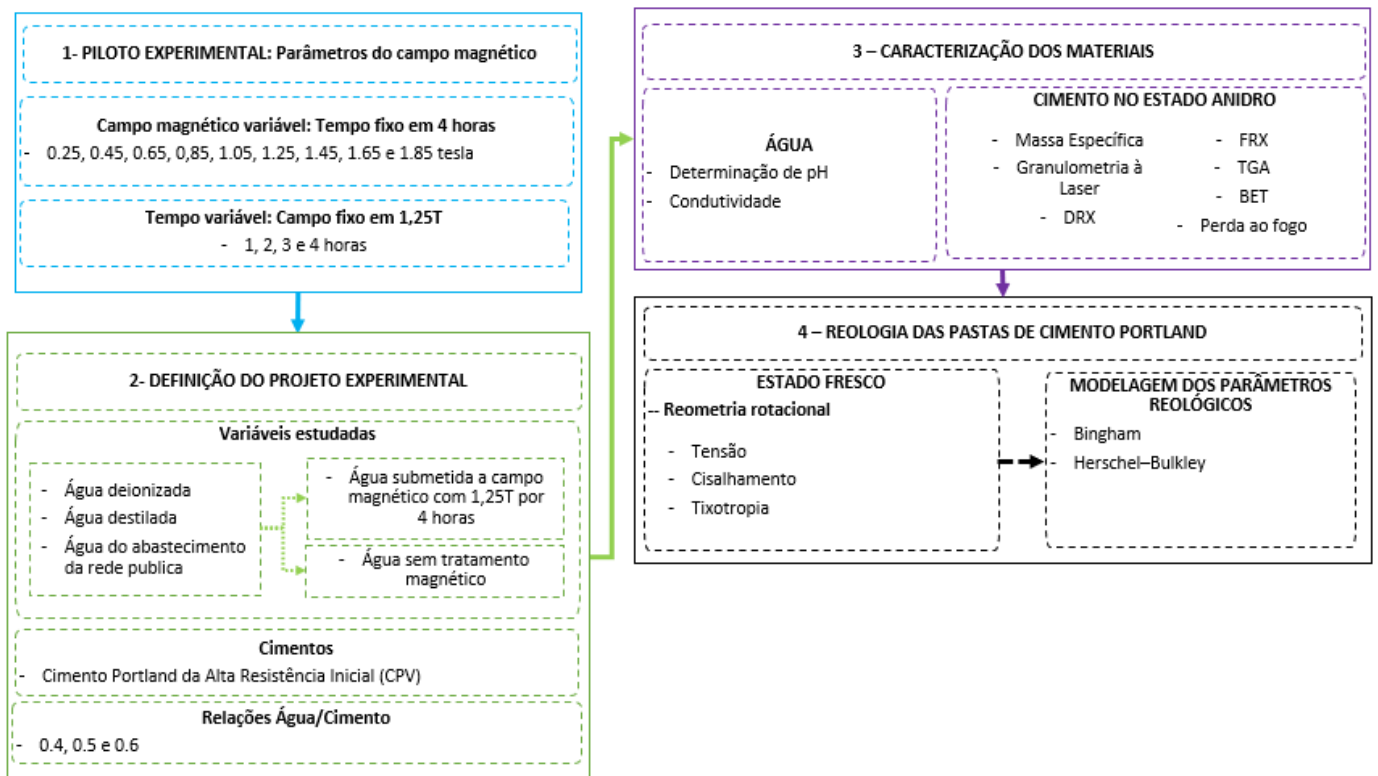 1- PILOTO EXPERIMENTAL: Parâmetros do campo magnético
Campo magnético variável: Tempo fixo em 4 horas
- 0.25, 0.45, 0.65, 0,85, 1.05, 1.25, 1.45, 1.65 e 1.85 tesla
Tempo variável: Campo fixo em 1,25T
- 1, 2, 3 e 4 horas
2- DEFINIÇÃO DO PROJETO EXPERIMENTAL
Variáveis estudadas
- Água deionizada
- Água destilada
- Água do abastecimento
da rede publica
- Água submetida a campo
magnético com 1,25T por
4 horas
- Água sem tratamento
magnético
Cimentos
- Cimento Portland da Alta Resistência Inicial (CPV)
Relações Água/Cimento
- 0.4, 0.5 e 0.6
3 – CARACTERIZAÇÃO DOS MATERIAIS
ÁGUA
- Determinação de pH
- Condutividade
CIMENTO NO ESTADO ANIDRO
- Massa Específica
- Granulometria à
Laser
- DRX
- FRX
- TGA
- BET
- Perda ao fogo
4 – REOLOGIA DAS PASTAS DE CIMENTO PORTLAND
ESTADO FRESCO
-- Reometria rotacional
- Tensão
- Cisalhamento
- Tixotropia
MODELAGEM DOS PARÂMETROS
REOLÓGICOS
- Bingham
- Herschel–Bulkley